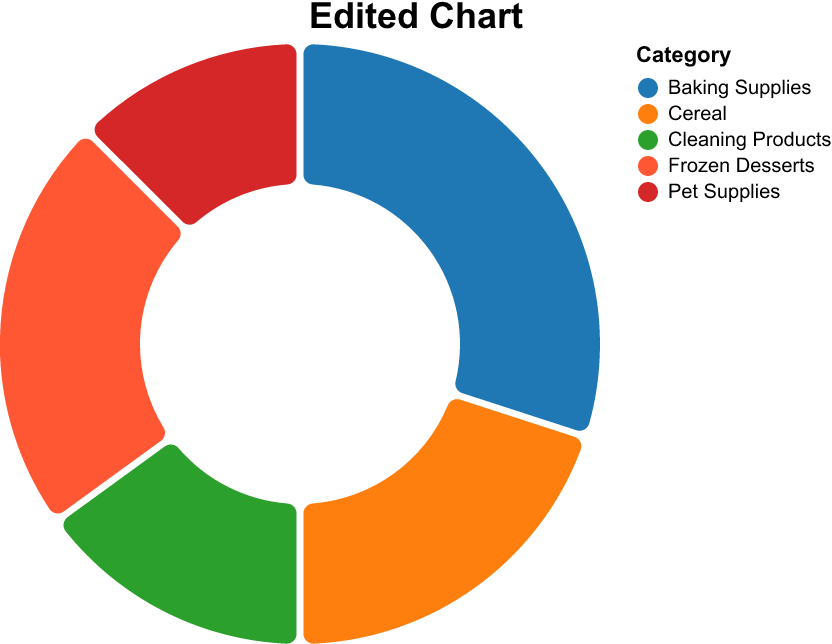 Edited Chart
Category
Baking Supplies
Cereal
Cleaning Products
Frozen Desserts
Pet Supplies